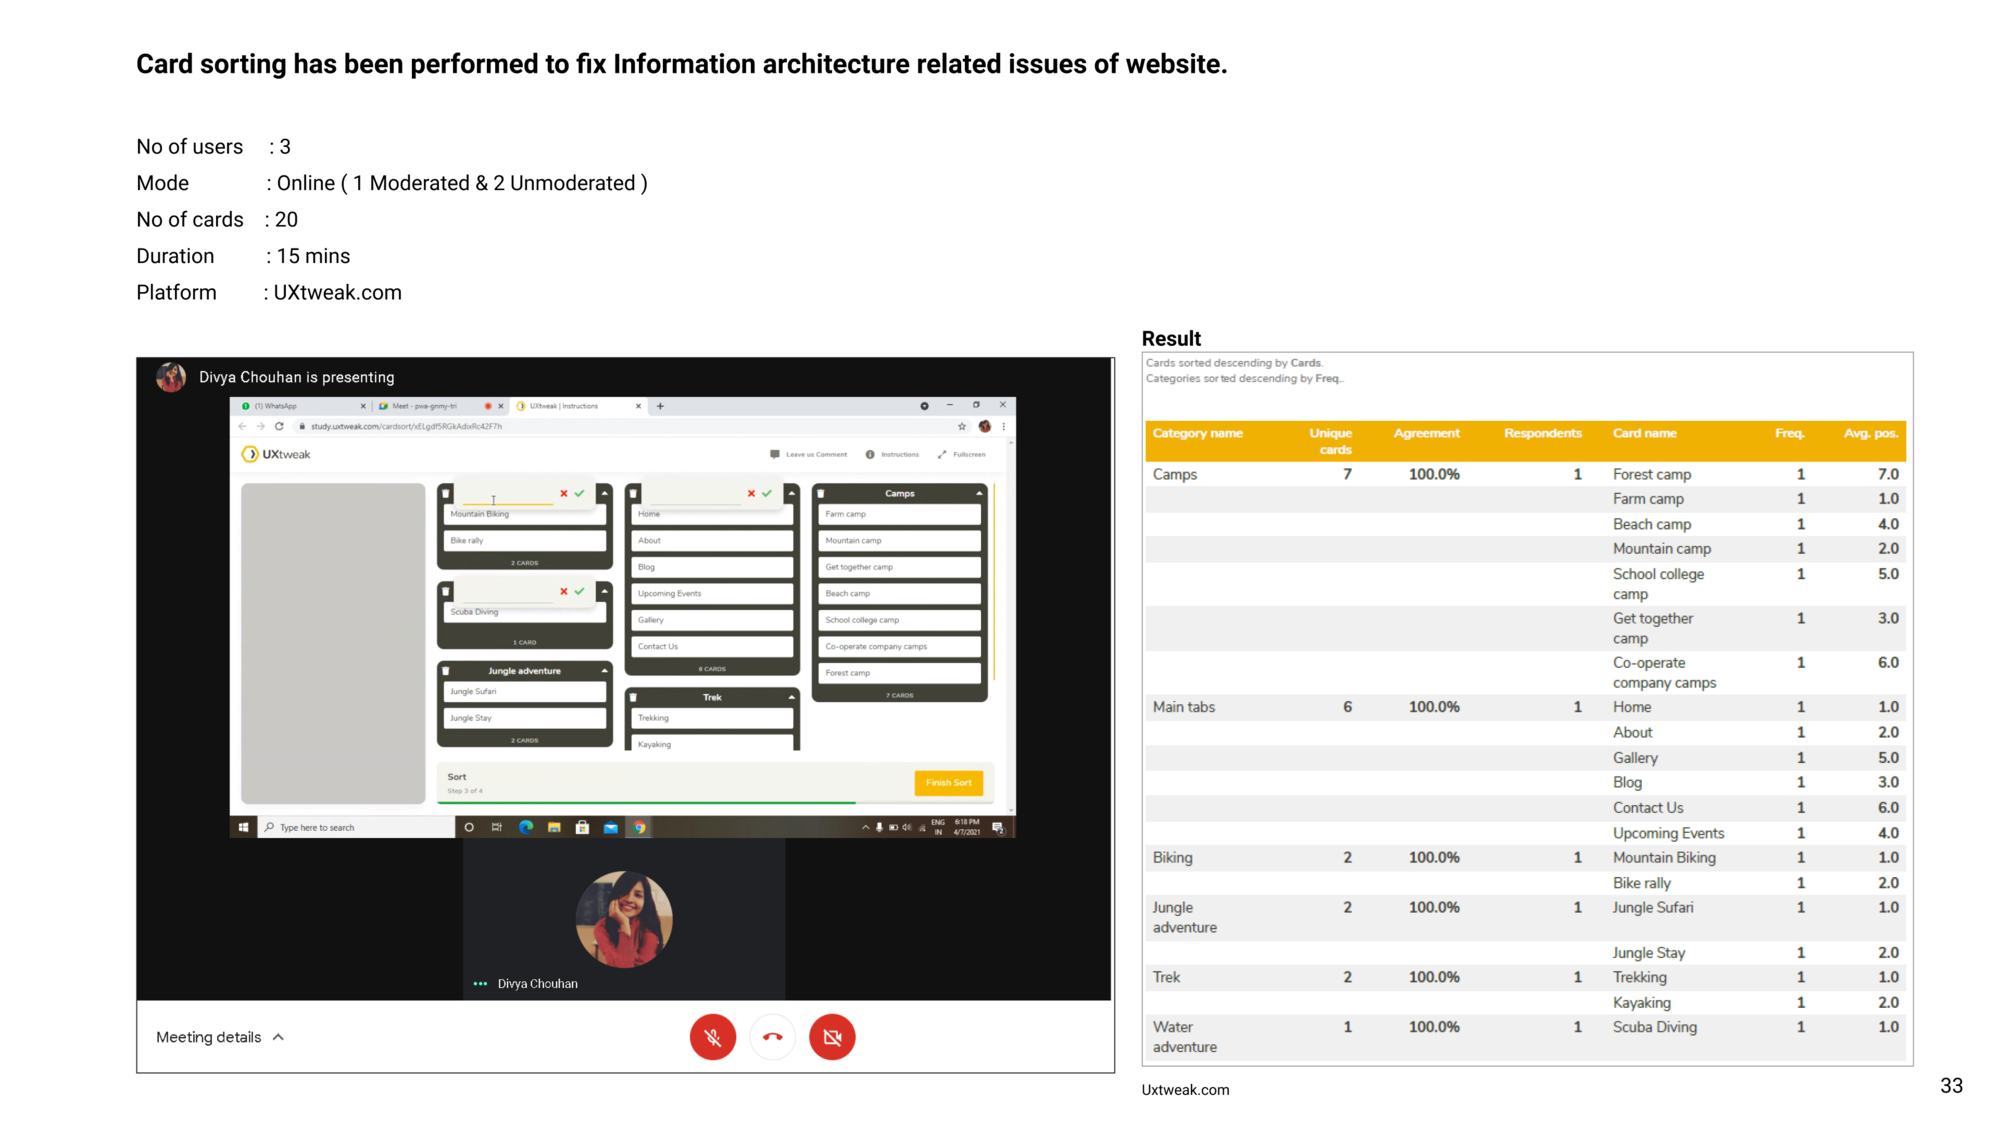 Card sorting has been performed to fix Information architecture related issues of website.
No of users : 3
Mode : Online ( 1 Moderated & 2 Unmoderated )
No of cards : 20
Duration : 15 mins
Platform : UXtweak.com
Divya Chouhan is presenting
(1) WhatsApp
Meet - pwa-gnmy-tri
UXtweak | Instructions
study.uxtweak.com/cardsort/xELgdf5RGkAdixRc42F7h
UXtweak
Leave us Comment
Instructions
Fullscreen
Mountain Biking
Bike rally
2 CARDS
Scuba Diving
1 CARD
Jungle adventure
Jungle Sufari
Jungle Stay
2 CARDS
Home
About
Blog
Upcoming Events
Gallery
Contact Us
6 CARDS
Trek
Trekking
Kayaking
Camps
Farm camp
Mountain camp
Get together camp
Beach camp
School college camp
Co-operate company camps
Forest camp
7 CARDS
Sort
Step 3 of 4
Finish Sort
Type here to search
ENG
IN
6:18 PM
4/7/2021
Divya Chouhan
Meeting details
Result
Cards sorted descending by Cards.
Categories sorted descending by Freq..
Category name Unique cards Agreement Respondents Card name Freq. Avg. pos.
Camps 7 100.0% 1 Forest camp 1 7.0
Farm camp 1 1.0
Beach camp 1 4.0
Mountain camp 1 2.0
School college camp 1 5.0
Get together camp 1 3.0
Co-operate company camps 1 6.0
Main tabs 6 100.0% 1 Home 1 1.0
About 1 2.0
Gallery 1 5.0
Blog 1 3.0
Contact Us 1 6.0
Upcoming Events 1 4.0
Biking 2 100.0% 1 Mountain Biking 1 1.0
Bike rally 1 2.0
Jungle adventure 2 100.0% 1 Jungle Sufari 1 1.0
Jungle Stay 1 2.0
Trek 2 100.0% 1 Trekking 1 1.0
Kayaking 1 2.0
Water adventure 1 100.0% 1 Scuba Diving 1 1.0
Uxtweak.com
33